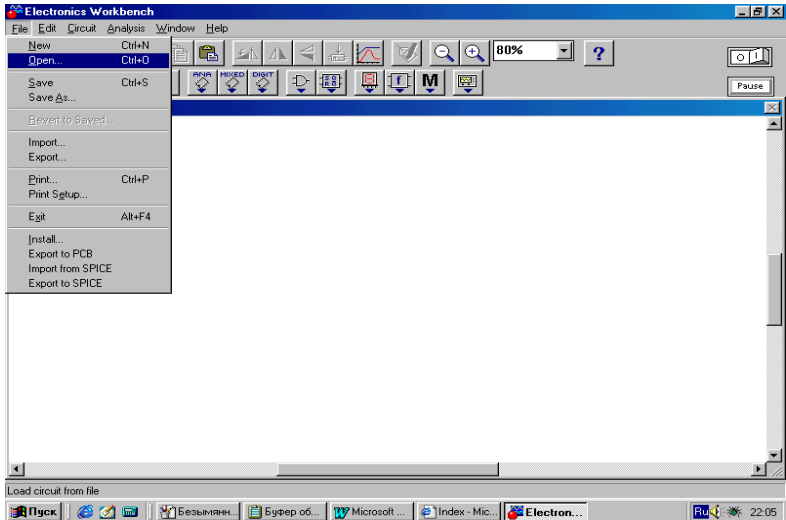 Electronics Workbench
File Edit Circuit Analysis Window Help
New Ctrl+N
Open... Ctrl+O
Save Ctrl+S
Save As...
Revert to Saved...
Import...
Export...
Print... Ctrl+P
Print Setup...
Exit Alt+F4
Install...
Export to PCB
Import from SPICE
Export to SPICE
80%
?
Pause
ANA MIXED DIGIT
f M
Load circuit from file
Пуск Безымянн... Буфер об... Microsoft ... Index - Mic... Electron... Ru 22:05